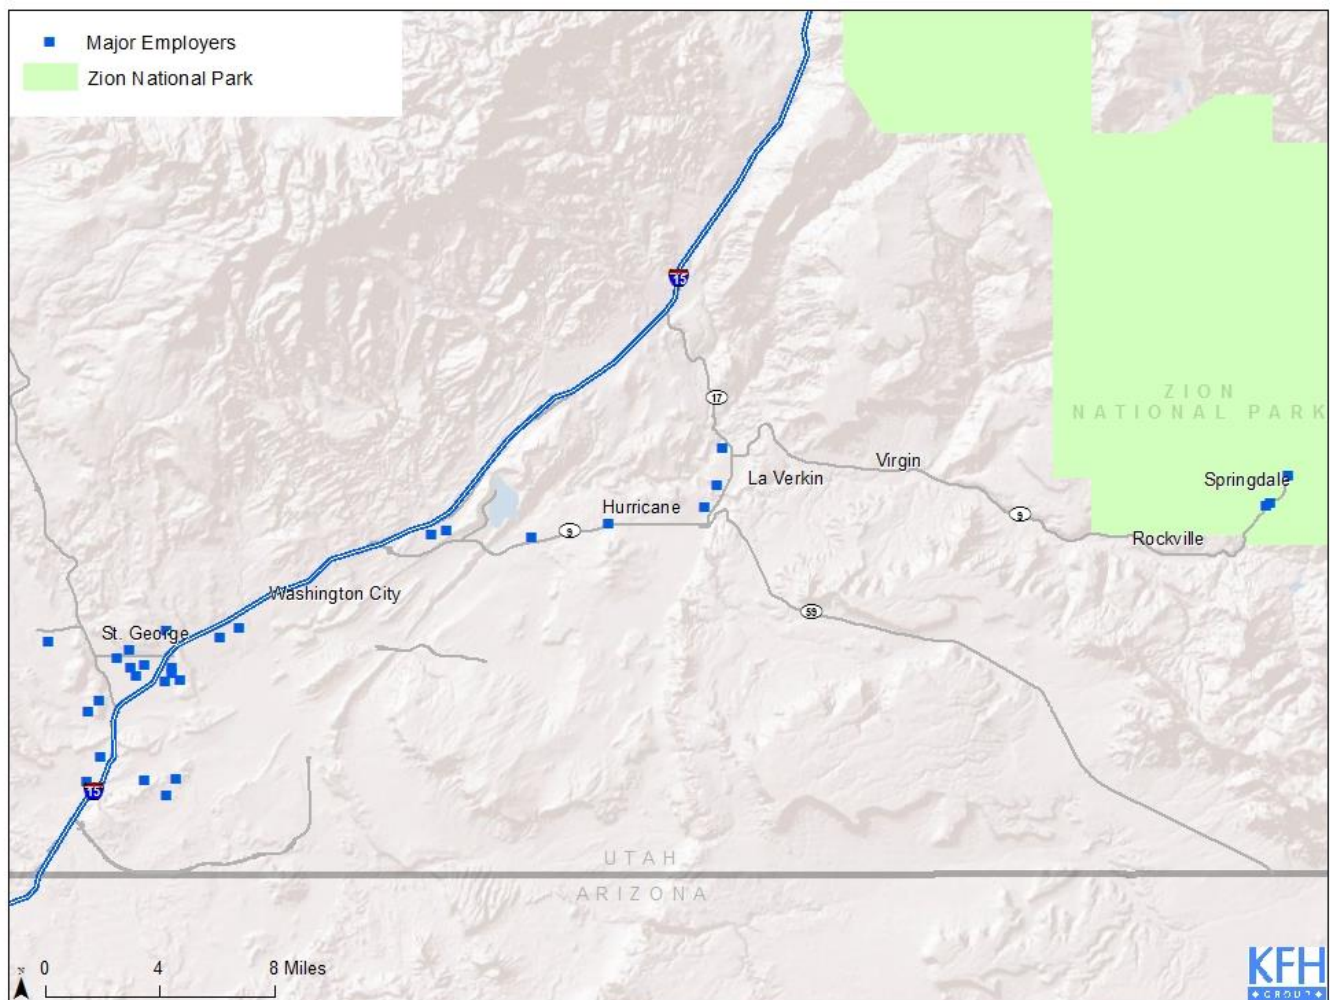 Major Employers
Zion National Park
15
ZION
NATIONAL PARK
17
Virgin
La Verkin
Springdale
Hurricane
9
9
Rockville
Washington City
59
St. George
15
UTAH
ARIZONA
N
0 4 8 Miles
KFH
GROUP